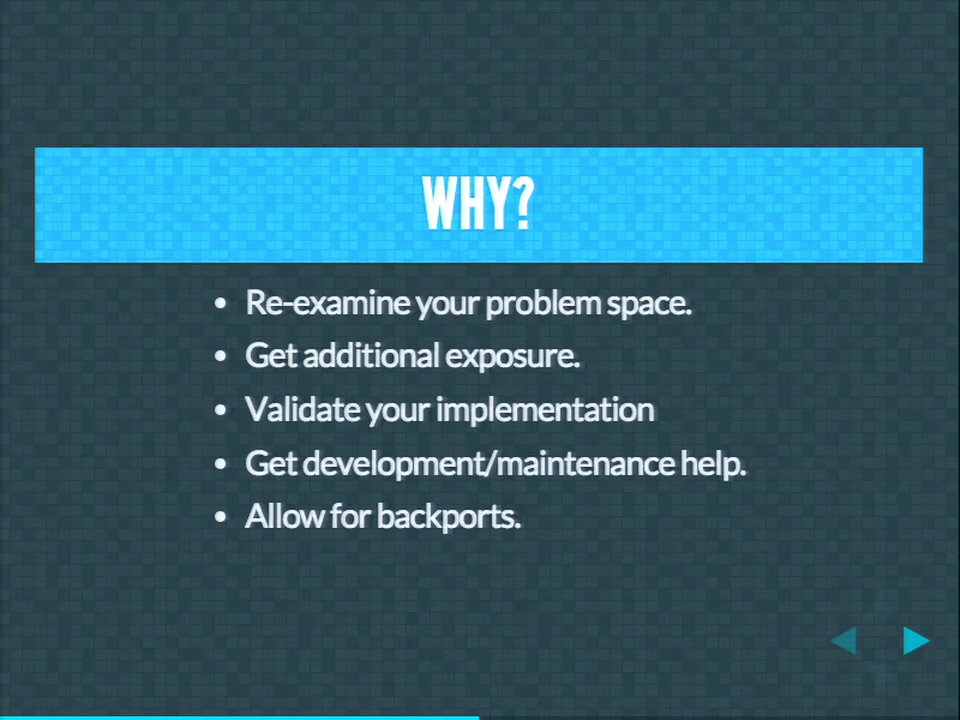 WHY?
• Re-examine your problem space.
• Get additional exposure.
• Validate your implementation
• Get development/maintenance help.
• Allow for backports.